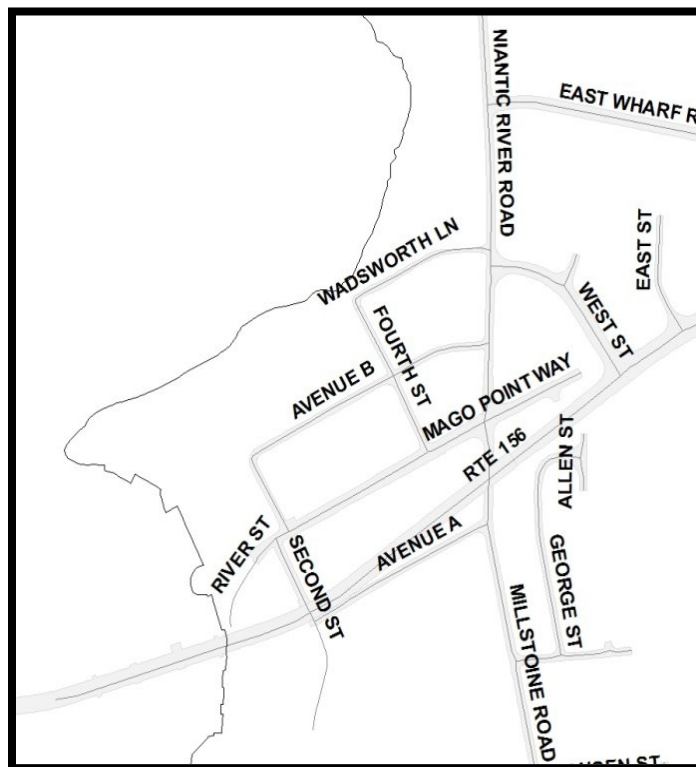 NIANTIC RIVER ROAD
EAST WHARF R
WADSWORTH LN
EAST ST
WEST ST
FOURTH ST
AVENUE B
MAGO POINT WAY
RTE 156
ALLEN ST
AVENUE A
RIVER ST
SECOND ST
GEORGE ST
MILLSTOINE ROAD